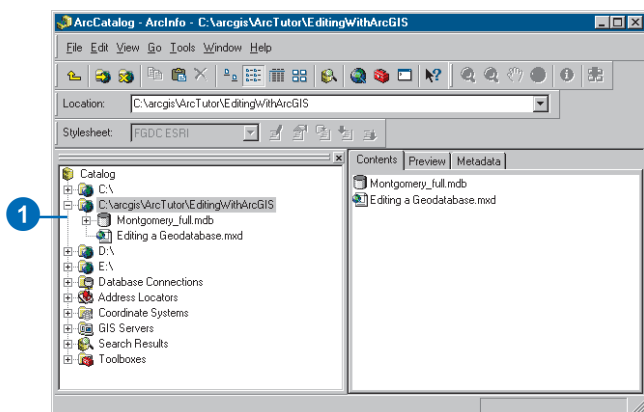 ArcCatalog - ArcInfo - C:\arcgis\ArcTutor\EditingWithArcGIS
File Edit View Go Tools Window Help
Location: C:\arcgis\ArcTutor\EditingWithArcGIS
Stylesheet: FGDC ESRI
Contents Preview Metadata
Catalog
C:\
C:\arcgis\ArcTutor\EditingWithArcGIS
Montgomery_full.mdb
Editing a Geodatabase.mxd
D:\
E:\
Database Connections
Address Locators
Coordinate Systems
GIS Servers
Search Results
Toolboxes
Montgomery_full.mdb
Editing a Geodatabase.mxd
1